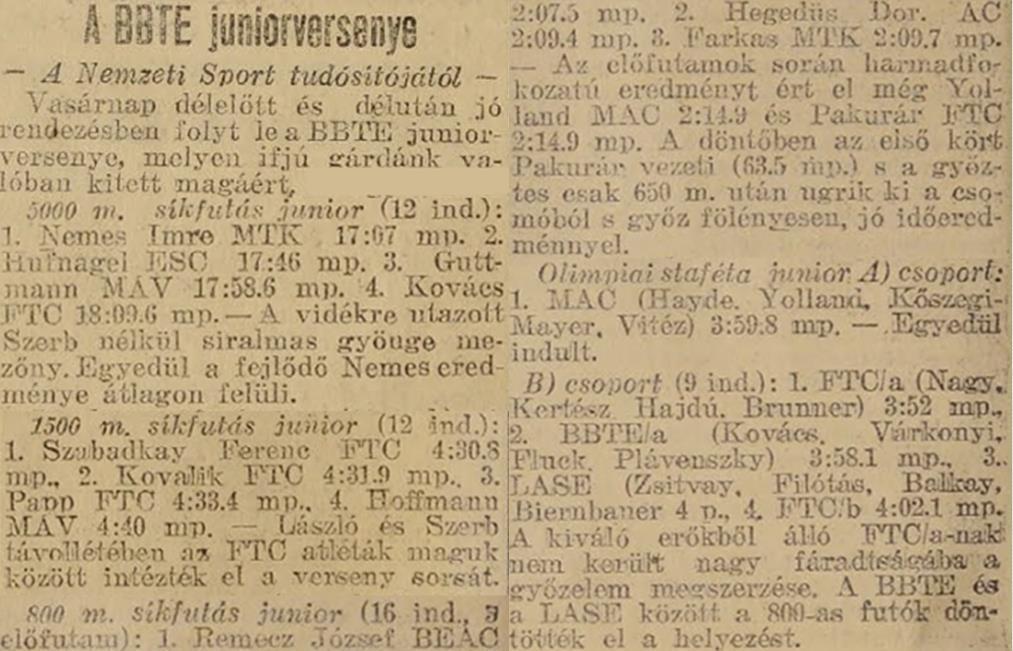 A BBTE juniorversenye
— A Nemzeti Sport tudósítójától —
Vasárnap délelőtt és délután jó
rendezésben folyt le a BBTE junior-
versenye, melyen ifjú gárdánk va-
lóban kitett magáért,
5000 m. síkfutás junior (12 ind.):
1. Nemes Imre MTK 17:07 mp. 2.
Hufnagel ESC 17:46 mp. 3. Gutt-
mann MÁV 17:58.6 mp. 4. Kovács
FTC 18:09.6 mp. — A vidékre utazott
Szerb nélkül siralmas gyönge me-
zőny. Egyedül a fejlődő Nemes ered-
ménye átlagon felüli.
1500 m. síkfutás junior (12 ind.):
1. Szabadkay Ferenc FTC 4:30.8
mp., 2. Kovalik FTC 4:31.9 mp., 3.
Papp FTC 4:33.4 mp., 4. Hoffmann
MÁV 4:40 mp. — László és Szerb
távollétében az FTC atléták maguk
között intézték el a verseny sorsát.
800 m. síkfutás junior (16 ind., 3
előfutam): 1. Remecz József BEAC
2:07.5 mp. 2. Hegedüs Dor. AC
2:09.4 mp. 3. Farkas MTK 2:09.7 mp.
— Az előfutamok során harmadfo-
kozatú eredményt ért el még Yol-
land MAC 2:14.9 és Pakurár FTC
2:14.9 mp. A döntőben az első kört
Pakurár vezeti (63.5 mp.) s a győz-
tes csak 650 m. után ugrik ki a cso-
móból s győz fölényesen, jó időered-
ménnyel.
Olimpiai staféta junior A) csoport:
1. MAC (Hayde. Yolland, Kőszegi-
Mayer, Vitéz) 3:59.8 mp. — Egyedül
indult.
B) csoport (9 ind.): 1. FTC/a (Nagy,
Kertész Hajdú. Brunner) 3:52 mp.,
2. BBTE/a (Kovács. Várkonyi,
Fluck. Plávenszky) 3:58.1 mp., 3.
LASE (Zsitvay, Filótás, Balkay,
Biernbauer 4 p., 4. FTC/b 4:02.1 mp.
A kiváló erőkből álló FTC/a-nak
nem került nagy fáradtságába a
győzelem megszerzése. A BBTE és
a LASE között a 800-as futók dön-
tötték el a helyezést.